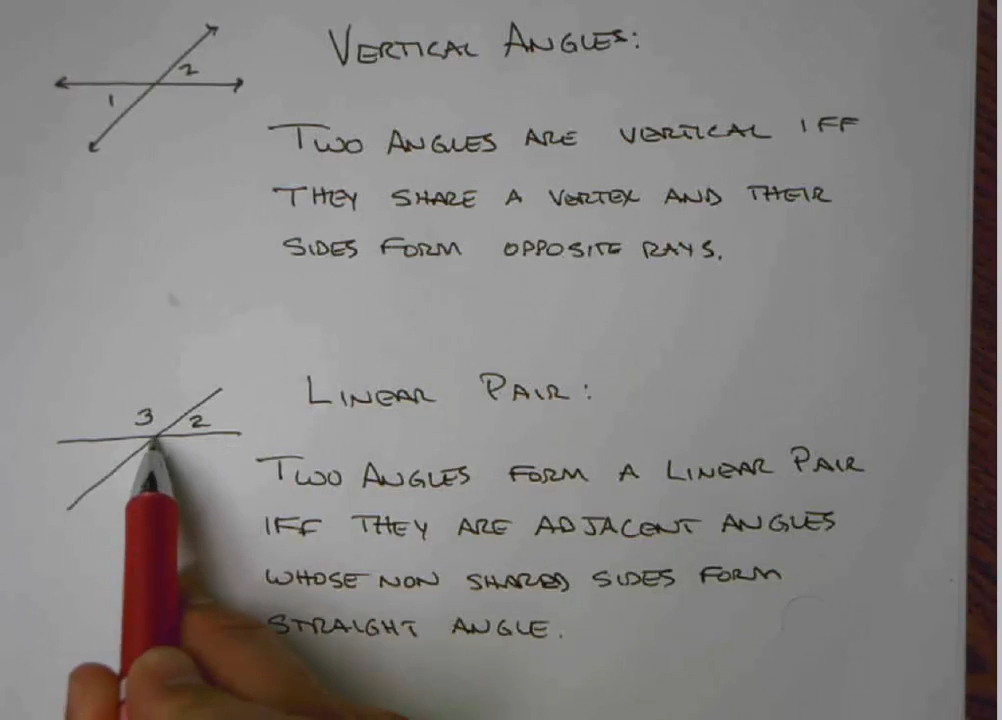 VERTICAL ANGLES:
2
1
TWO ANGLES ARE VERTICAL IFF
THEY SHARE A VERTEX AND THEIR
SIDES FORM OPPOSITE RAYS.
LINEAR PAIR:
3 2
TWO ANGLES FORM A LINEAR PAIR
IFF THEY ARE ADJACENT ANGLES
WHOSE NON SHARED SIDES FORM
STRAIGHT ANGLE.